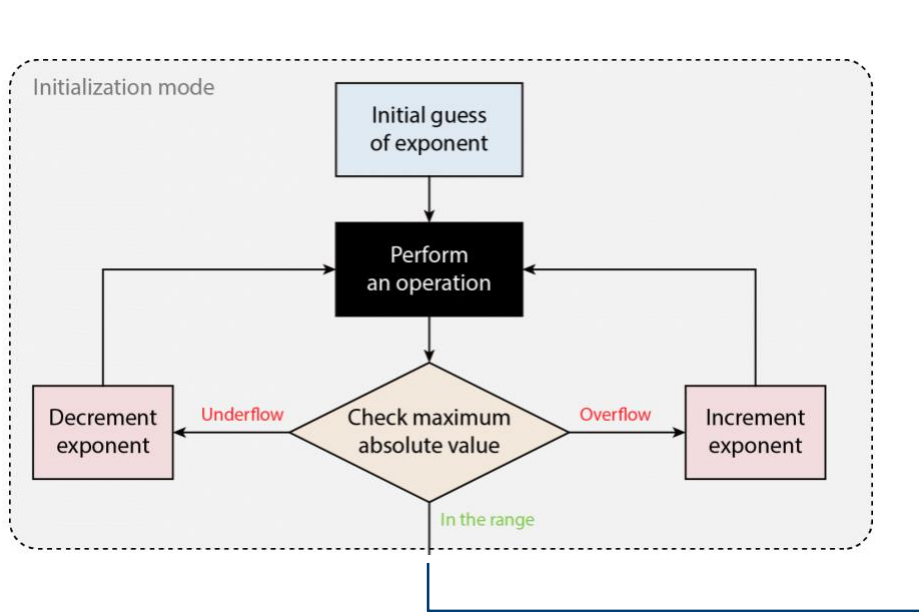 Initialization mode
Initial guess
of exponent
Perform
an operation
Decrement
exponent
Underflow
Check maximum
absolute value
Overflow
Increment
exponent
In the range